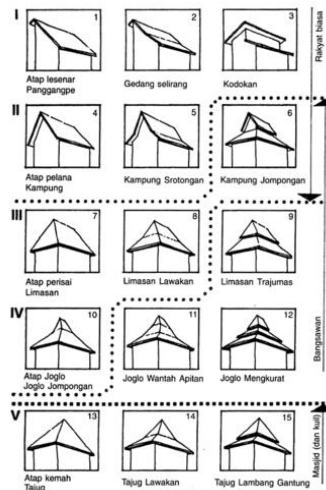 I
1
2
3
Atap lesenar
Panggangpe
Gedang selirang
Kodokan
Rakyat biasa
II
4
5
6
Atap pelana
Kampung
Kampung Srotongan
Kampung Jompongan
III
7
8
9
Atap perisai
Limasan
Limasan Lawakan
Limasan Trajumas
Bangsawan
IV
10
11
12
Atap Joglo
Joglo Jompongan
Joglo Wantah Apitan
Joglo Mengkurat
V
13
14
15
Atap kemah
Tajug
Tajug Lawakan
Tajug Lambang Gantung
Masjid (dan kuil)